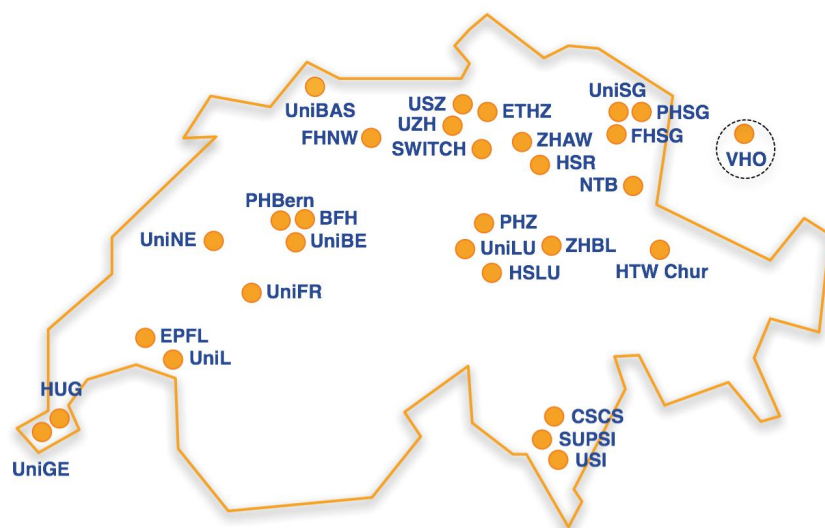 UniBAS
USZ
ETHZ
UniSG
PHSG
UZH
FHNW
SWITCH
ZHAW
FHSG
HSR
VHO
NTB
PHBern
BFH
PHZ
UniNE
UniBE
UniLU
ZHBL
HTW Chur
HSLU
UniFR
EPFL
UniL
HUG
CSCS
SUPSI
USI
UniGE